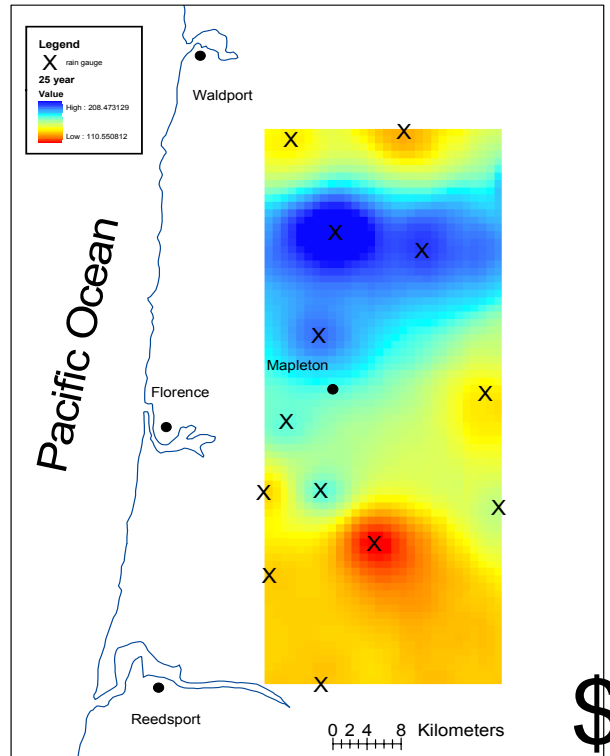 Legend
X rain gauge
25 year
Value
High : 208.473129
Low : 110.550812
Waldport
X X
X X
X
Mapleton
X
Florence
X
Pacific Ocean
X X
X
X
X
X
Reedsport
0 2 4 8 Kilometers
$